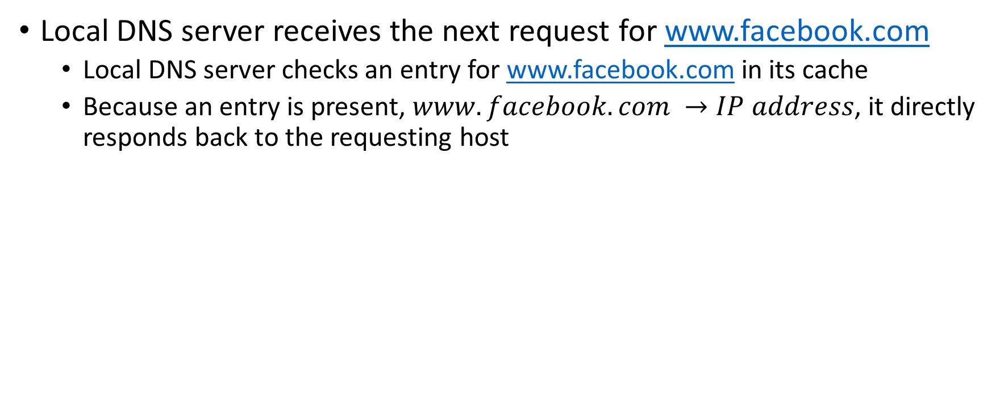 • Local DNS server receives the next request for www.facebook.com
• Local DNS server checks an entry for www.facebook.com in its cache
• Because an entry is present, www.facebook.com → IP address, it directly
responds back to the requesting host